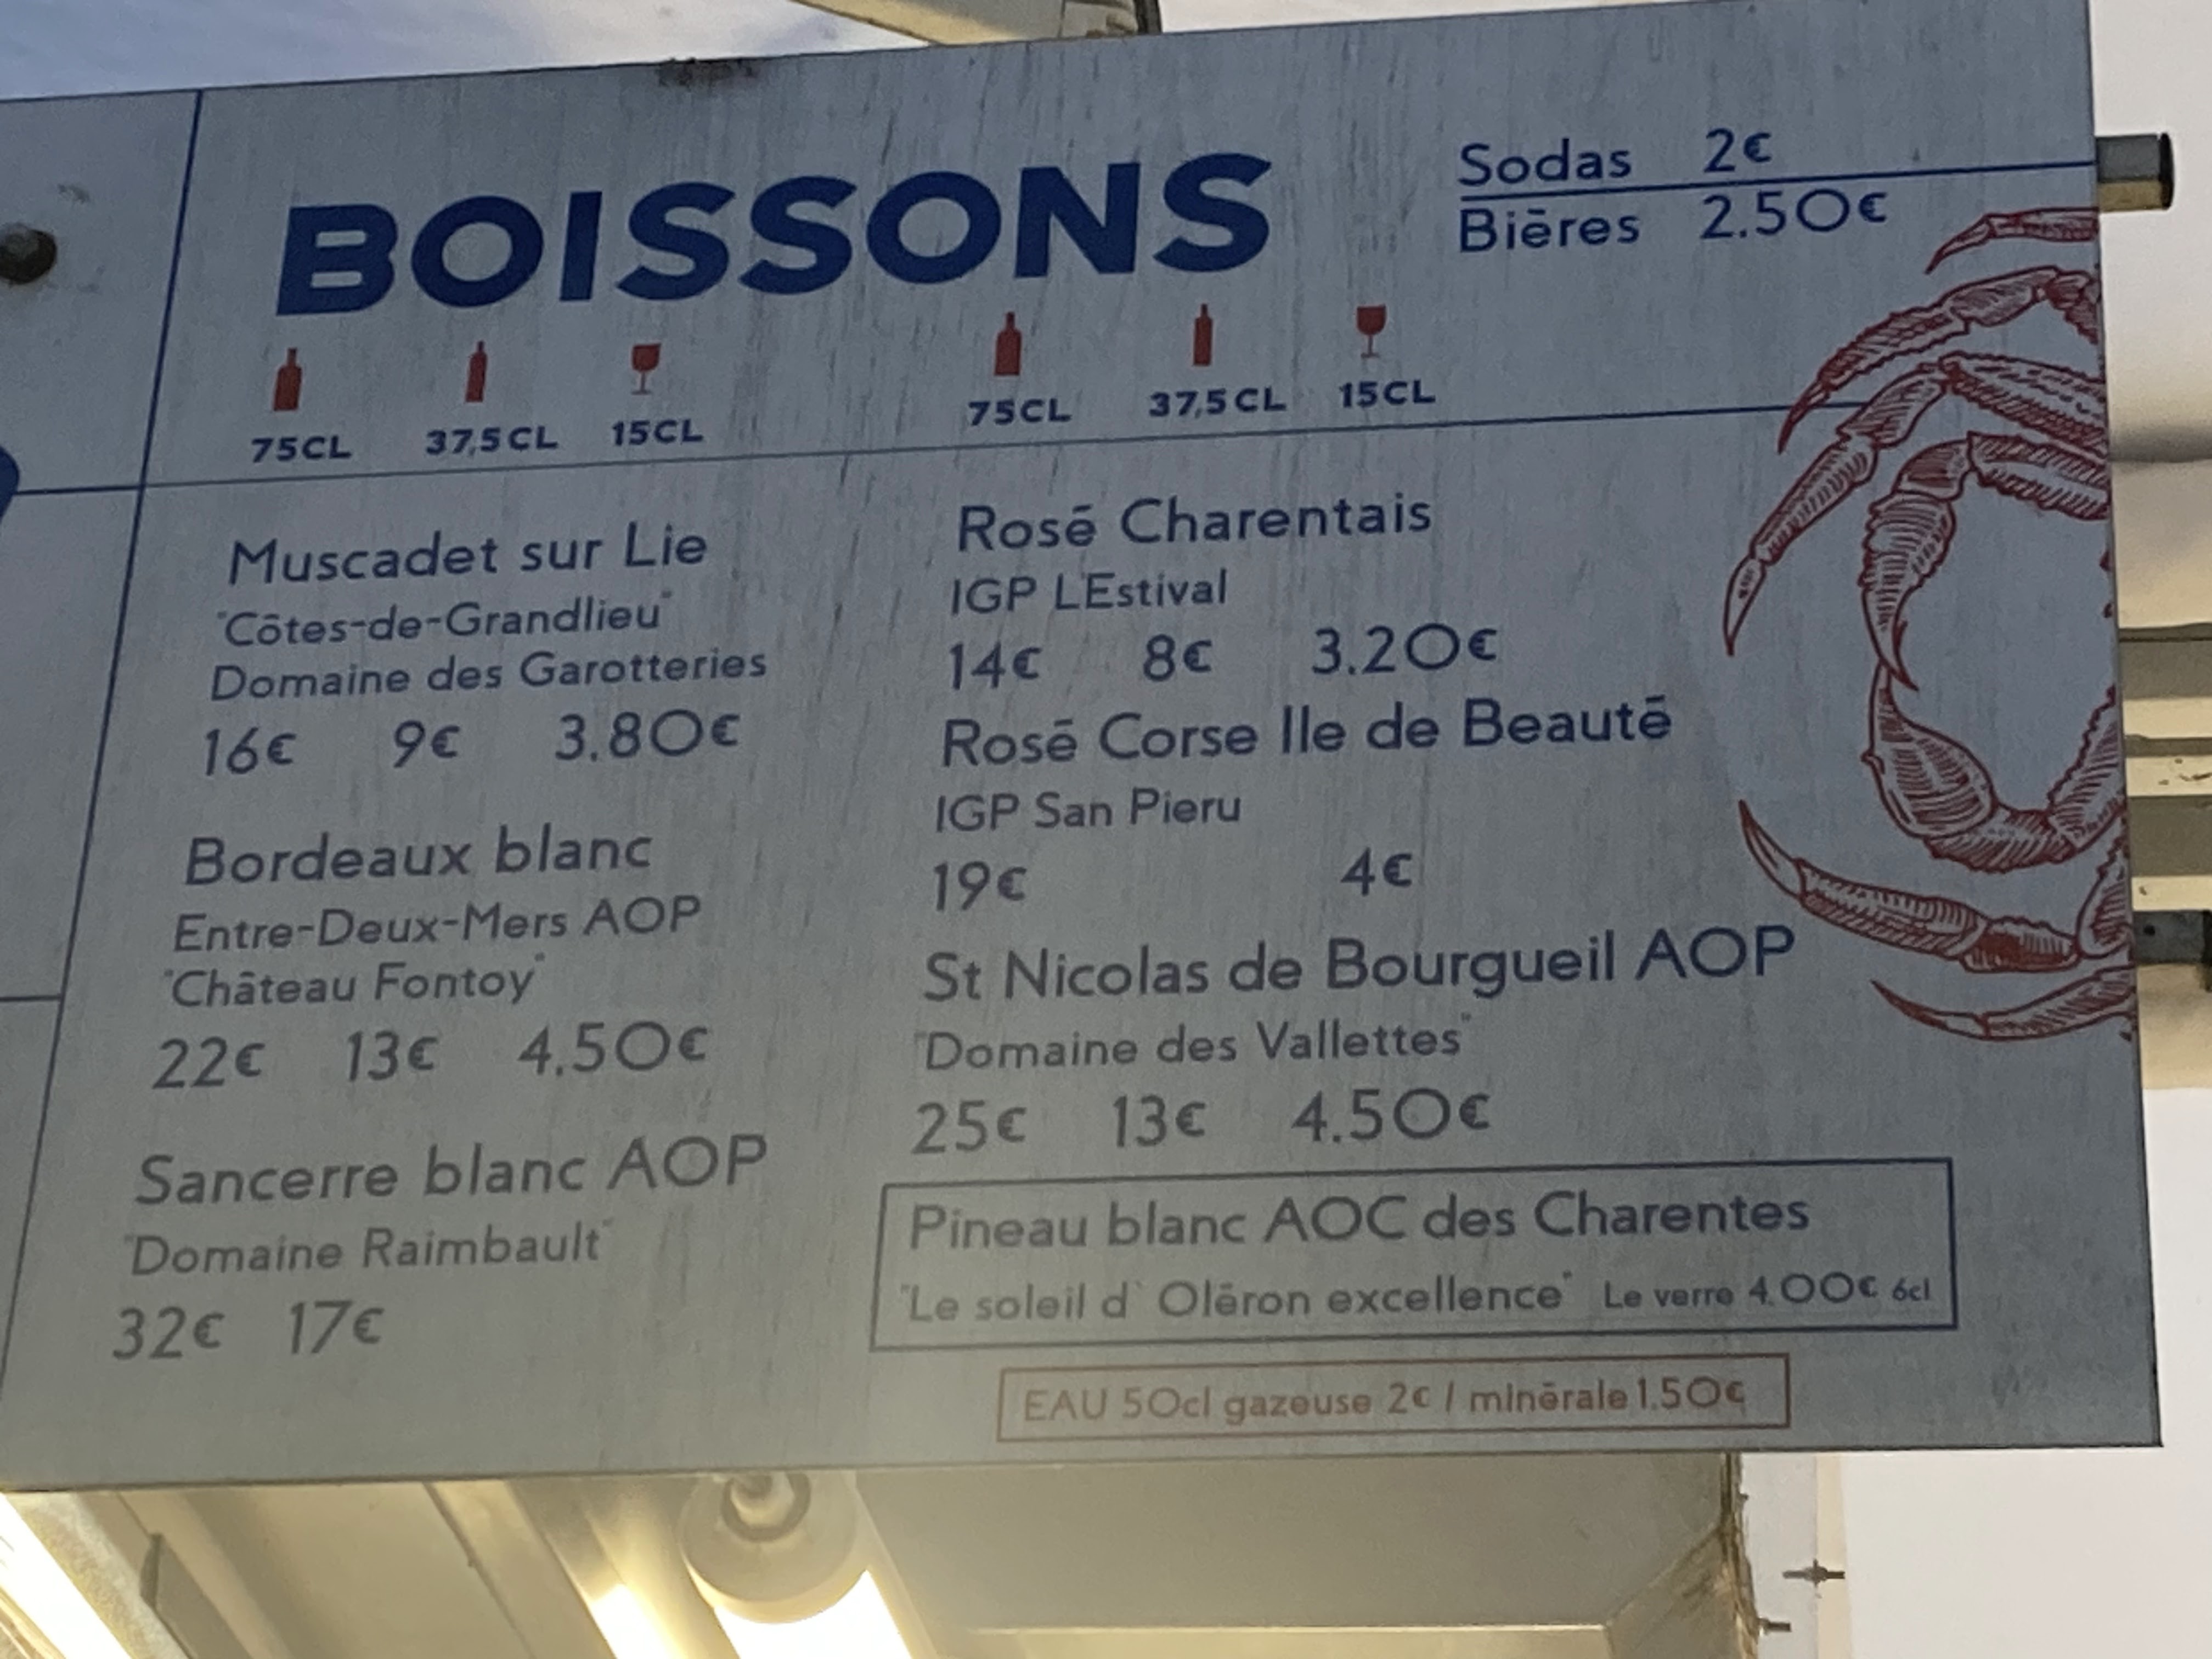 BOISSONS
Sodas 2€
Bières 2.50€
75CL 37,5CL 15CL
75CL 37,5CL 15CL
Muscadet sur Lie
"Côtes-de-Grandlieu"
Domaine des Garotteries
16€ 9€ 3.80€
Bordeaux blanc
Entre-Deux-Mers AOP
"Château Fontoy"
22€ 13€ 4.50€
Sancerre blanc AOP
"Domaine Raimbault"
32€ 17€
Rosé Charentais
IGP L'Estival
14€ 8€ 3.20€
Rosé Corse Ile de Beauté
IGP San Pieru
19€ 4€
St Nicolas de Bourgueil AOP
"Domaine des Vallettes"
25€ 13€ 4.50€
Pineau blanc AOC des Charentes
"Le soleil d' Oléron excellence" Le verre 4.00€ 6cl
EAU 50cl gazeuse 2€ / minérale 1.50€